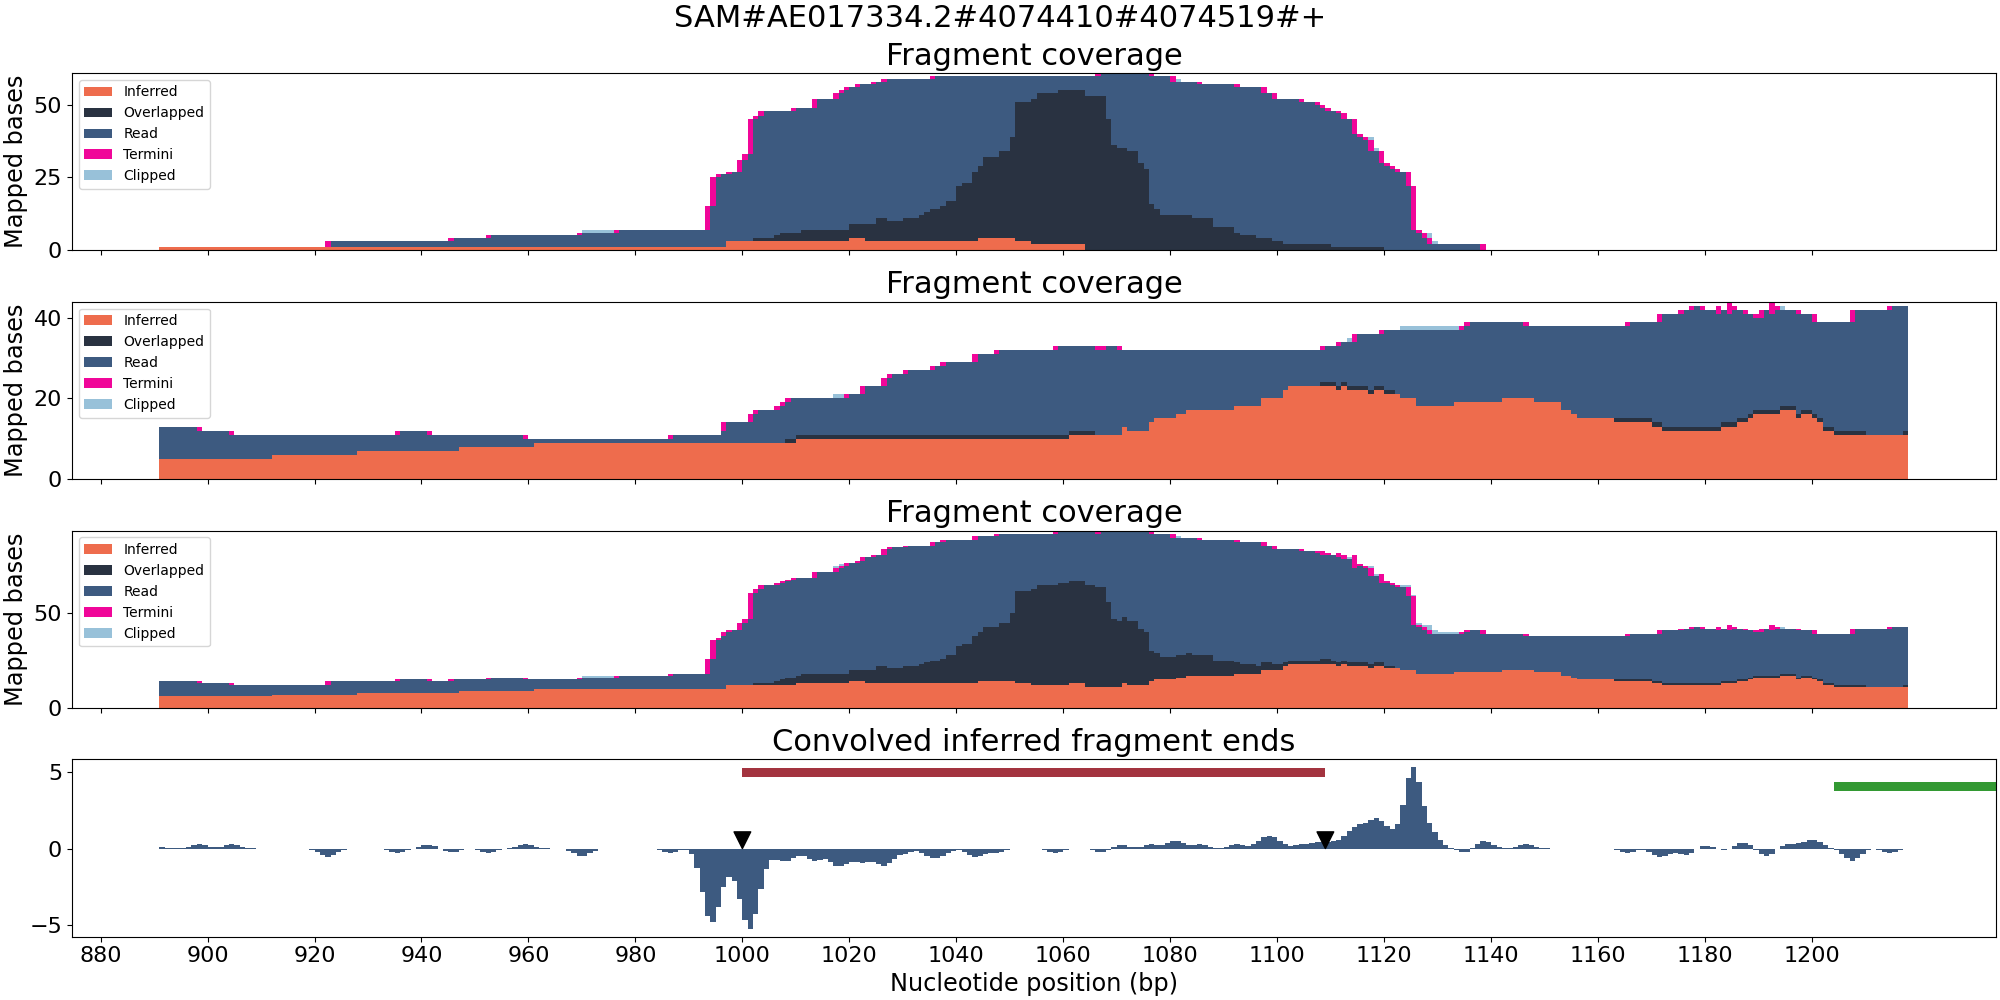 SAM#AE017334.2#4074410#4074519#+
Fragment coverage
Mapped bases
50
25
0
Inferred
Overlapped
Read
Termini
Clipped
Fragment coverage
Mapped bases
40
20
0
Inferred
Overlapped
Read
Termini
Clipped
Fragment coverage
Mapped bases
50
0
Inferred
Overlapped
Read
Termini
Clipped
Convolved inferred fragment ends
5
0
−5
880 900 920 940 960 980 1000 1020 1040 1060 1080 1100 1120 1140 1160 1180 1200
Nucleotide position (bp)